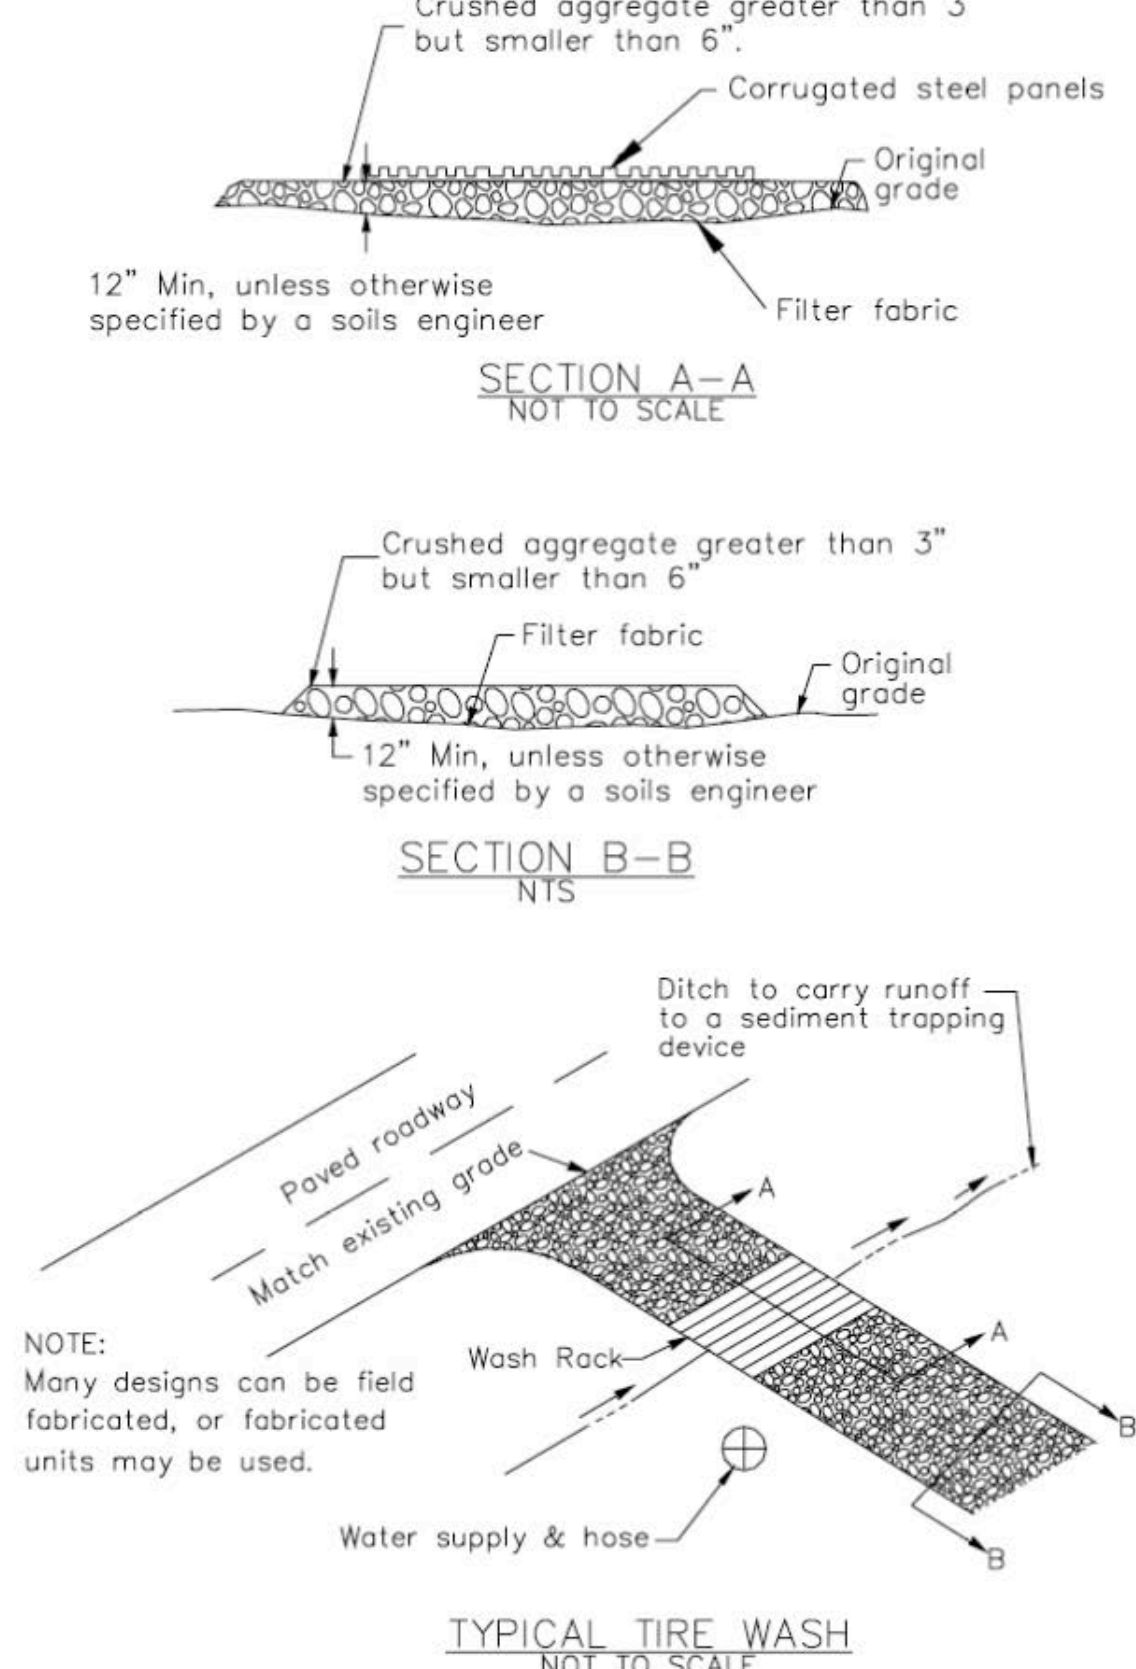 Crushed aggregate greater than 3
but smaller than 6".
Corrugated steel panels
Original
grade
12" Min, unless otherwise
specified by a soils engineer
Filter fabric
SECTION A-A
NOT TO SCALE
Crushed aggregate greater than 3"
but smaller than 6"
Filter fabric
Original
grade
12" Min, unless otherwise
specified by a soils engineer
SECTION B-B
NTS
Ditch to carry runoff
to a sediment trapping
device
Paved roadway
Match existing grade
A
A
NOTE:
Many designs can be field
fabricated, or fabricated
units may be used.
Wash Rack
B
Water supply & hose
B
TYPICAL TIRE WASH
NOT TO SCALE